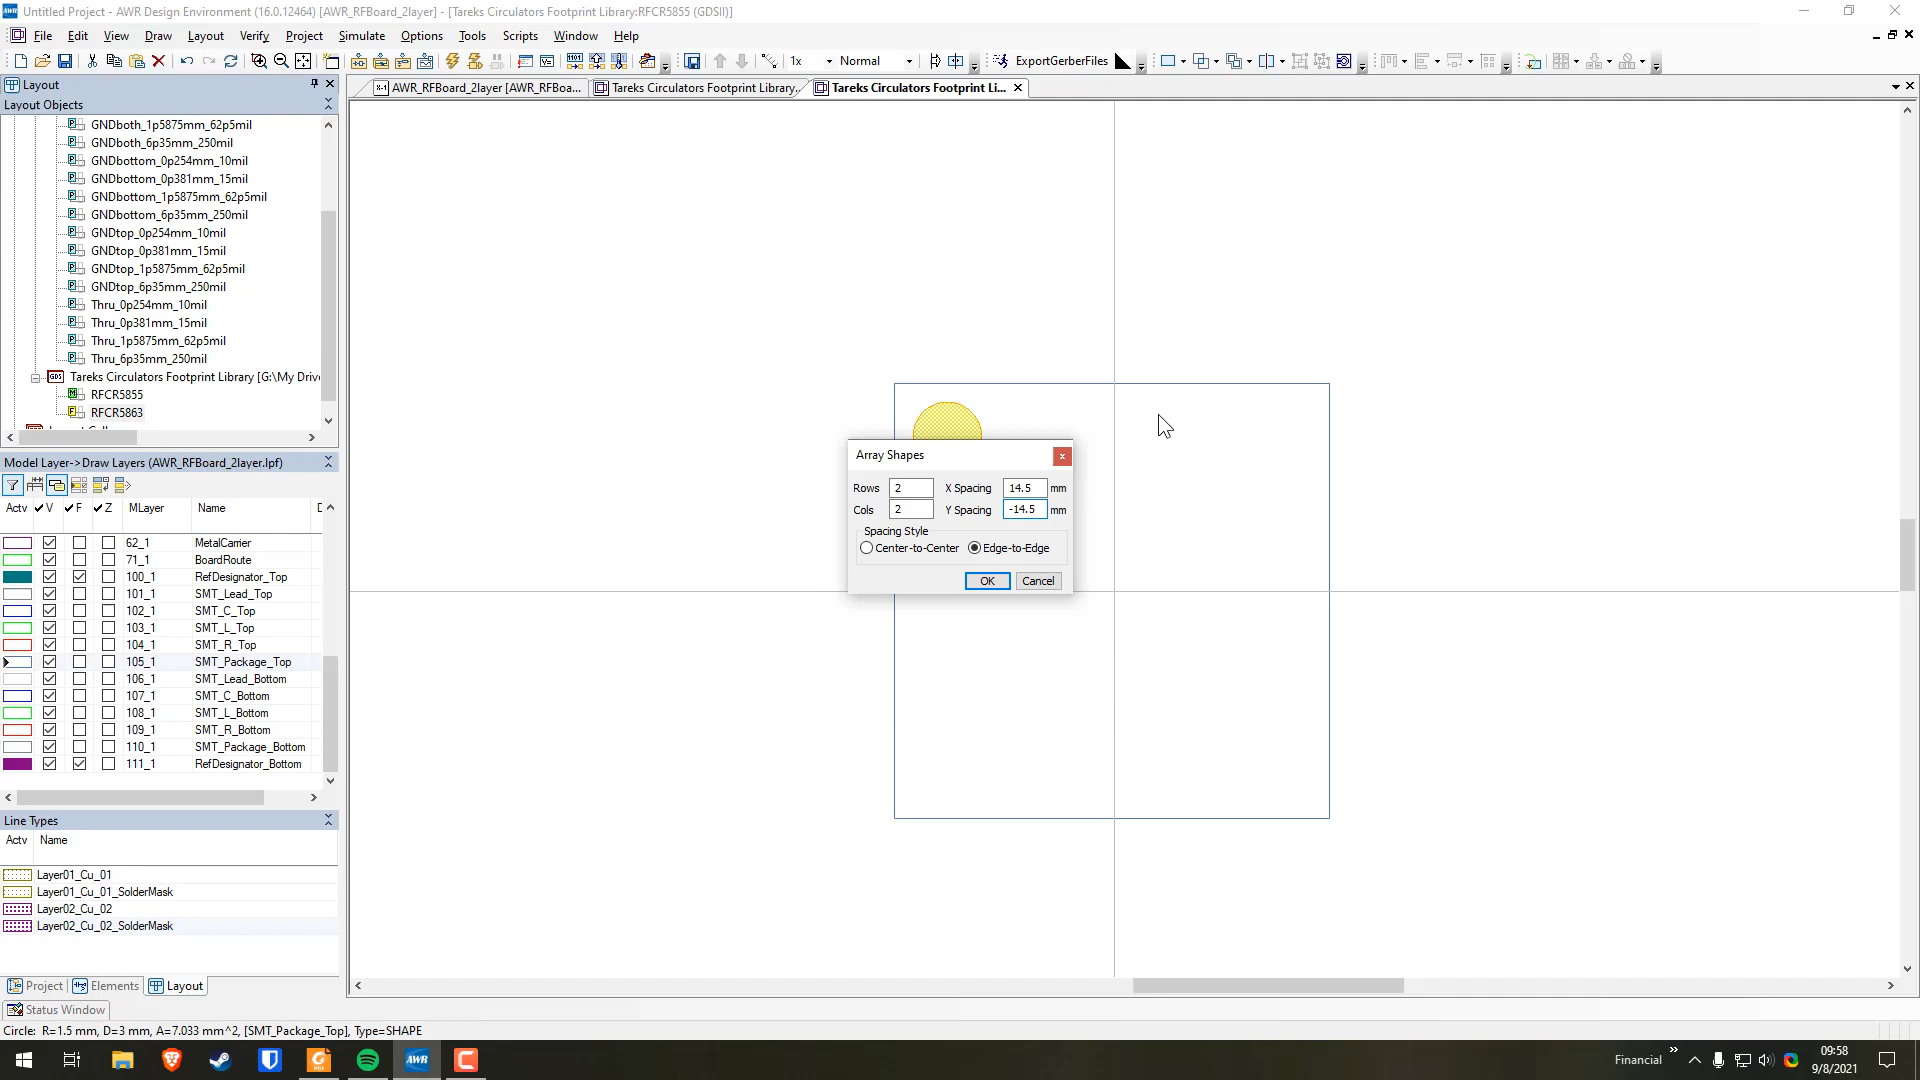 Untitled Project - AWR Design Environment (16.0.12464) [AWR_RFBoard_2layer] - [Tareks Circulators Footprint Library:RFCR5855 (GDSII)]
File Edit View Draw Layout Verify Project Simulate Options Tools Scripts Window Help
1x Normal ExportGerberFiles
Layout
AWR_RFBoard_2layer [AWR_RFBoa... Tareks Circulators Footprint Library... Tareks Circulators Footprint Li...
Layout Objects
GNDboth_1p5875mm_62p5mil
GNDboth_6p35mm_250mil
GNDbottom_0p254mm_10mil
GNDbottom_0p381mm_15mil
GNDbottom_1p5875mm_62p5mil
GNDbottom_6p35mm_250mil
GNDtop_0p254mm_10mil
GNDtop_0p381mm_15mil
GNDtop_1p5875mm_62p5mil
GNDtop_6p35mm_250mil
Thru_0p254mm_10mil
Thru_0p381mm_15mil
Thru_1p5875mm_62p5mil
Thru_6p35mm_250mil
Tareks Circulators Footprint Library [G:\My Drive
RFCR5855
RFCR5863
Model Layer->Draw Layers (AWR_RFBoard_2layer.lpf)
Actv V F Z MLayer Name
62_1 MetalCarrier
71_1 BoardRoute
100_1 RefDesignator_Top
101_1 SMT_Lead_Top
102_1 SMT_C_Top
103_1 SMT_L_Top
104_1 SMT_R_Top
105_1 SMT_Package_Top
106_1 SMT_Lead_Bottom
107_1 SMT_C_Bottom
108_1 SMT_L_Bottom
109_1 SMT_R_Bottom
110_1 SMT_Package_Bottom
111_1 RefDesignator_Bottom
Line Types
Actv Name
Layer01_Cu_01
Layer01_Cu_01_SolderMask
Layer02_Cu_02
Layer02_Cu_02_SolderMask
Project Elements Layout
Status Window
Circle: R=1.5 mm, D=3 mm, A=7.033 mm^2, [SMT_Package_Top], Type=SHAPE
Array Shapes
Rows 2 X Spacing 14.5 mm
Cols 2 Y Spacing -14.5 mm
Spacing Style
Center-to-Center Edge-to-Edge
OK Cancel
AWR
Financial
09:58
9/8/2021